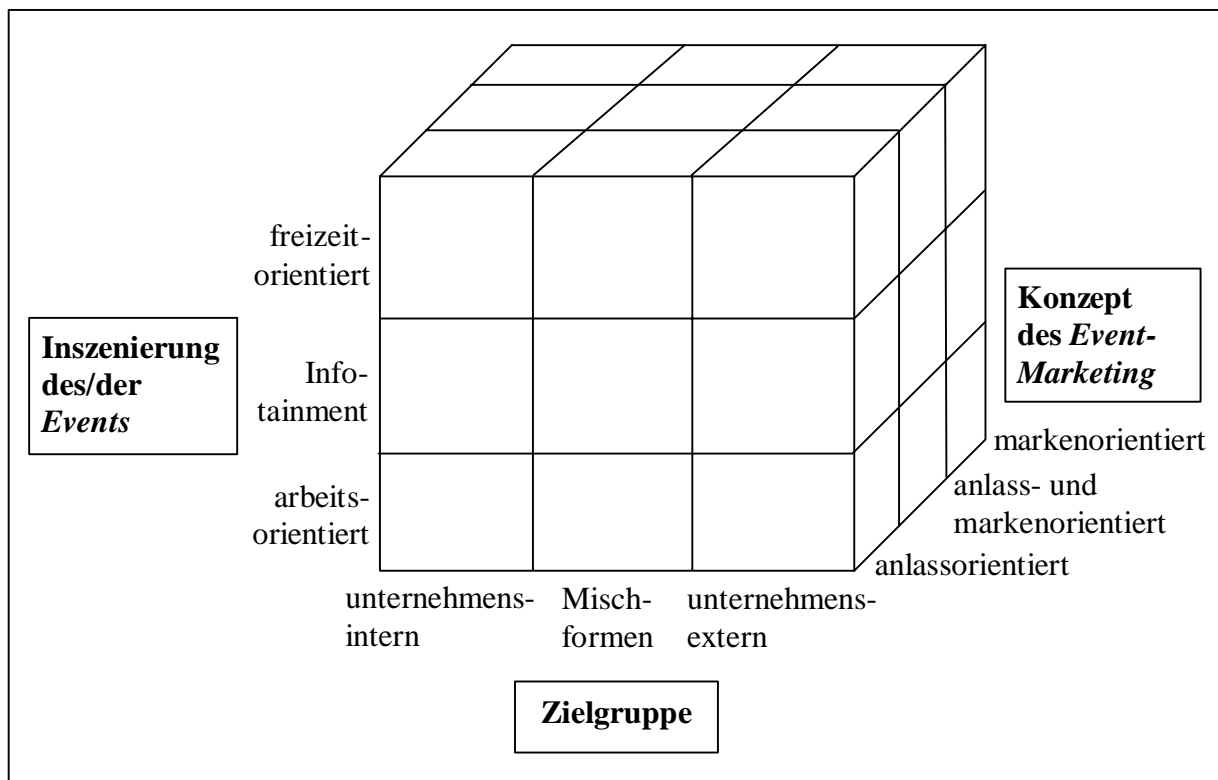 freizeit-
orientiert
Inszenierung
des/der
Events
Info-
tainment
arbeits-
orientiert
Konzept
des Event-
Marketing
markenorientiert
anlass- und
markenorientiert
anlassorientiert
unternehmens-
intern
Misch-
formen
unternehmens-
extern
Zielgruppe